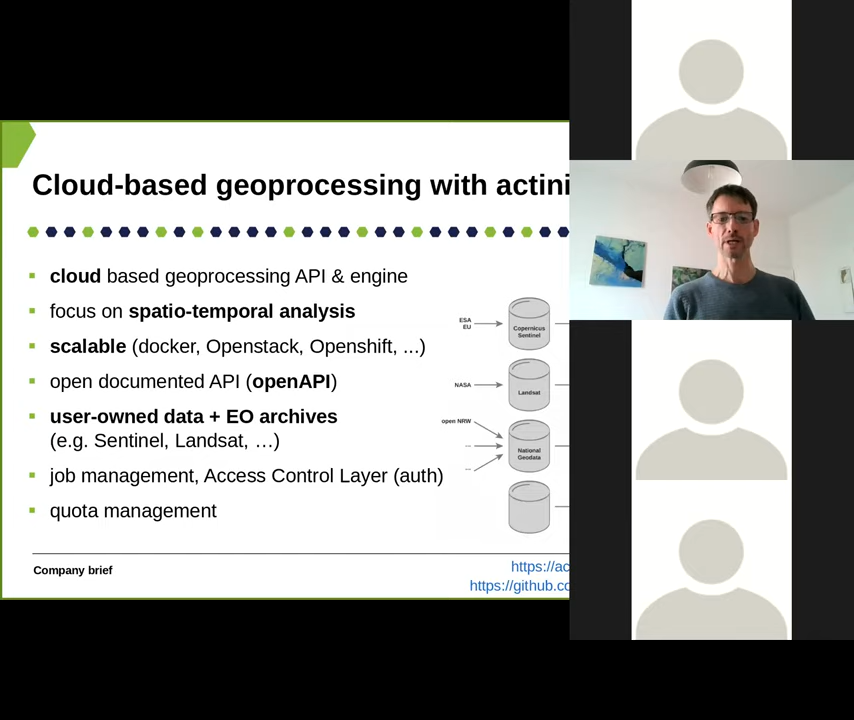 Cloud-based geoprocessing with actini
cloud based geoprocessing API & engine
focus on spatio-temporal analysis
scalable (docker, Openstack, Openshift, ...)
open documented API (openAPI)
user-owned data + EO archives
(e.g. Sentinel, Landsat, …)
job management, Access Control Layer (auth)
quota management
ESA
EU
Copernicus
Sentinel
NASA
Landsat
open NRW
...
...
National
Geodata
Company brief
https://ac
https://github.co